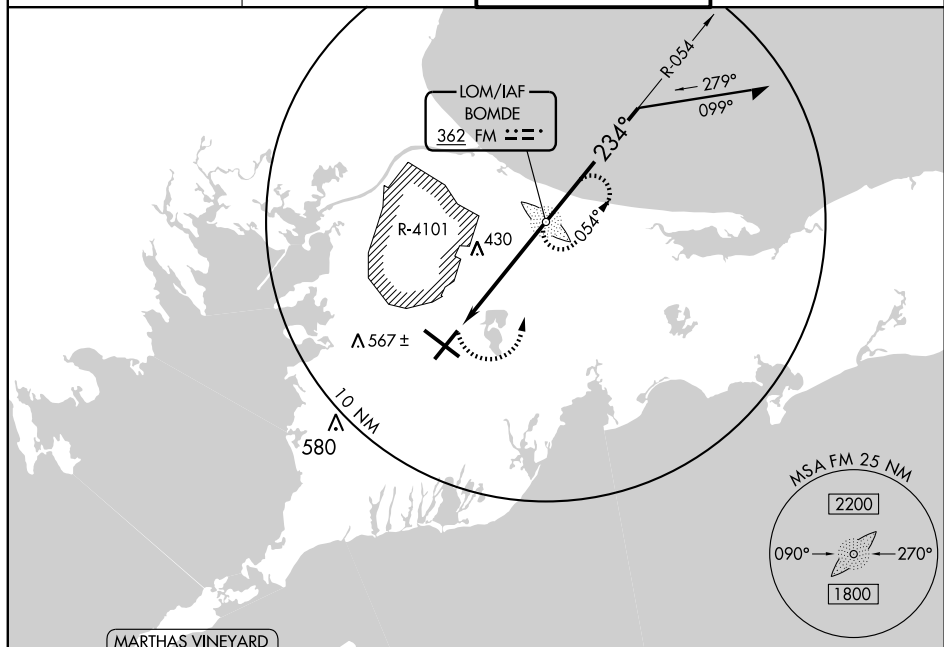 R-054
279°
099°
LOM/IAF
BOMDE
362 FM
234°
R-4101
430
054°
567 ±
10 NM
580
MSA FM 25 NM
2200
090°
270°
1800
MARTHAS VINEYARD